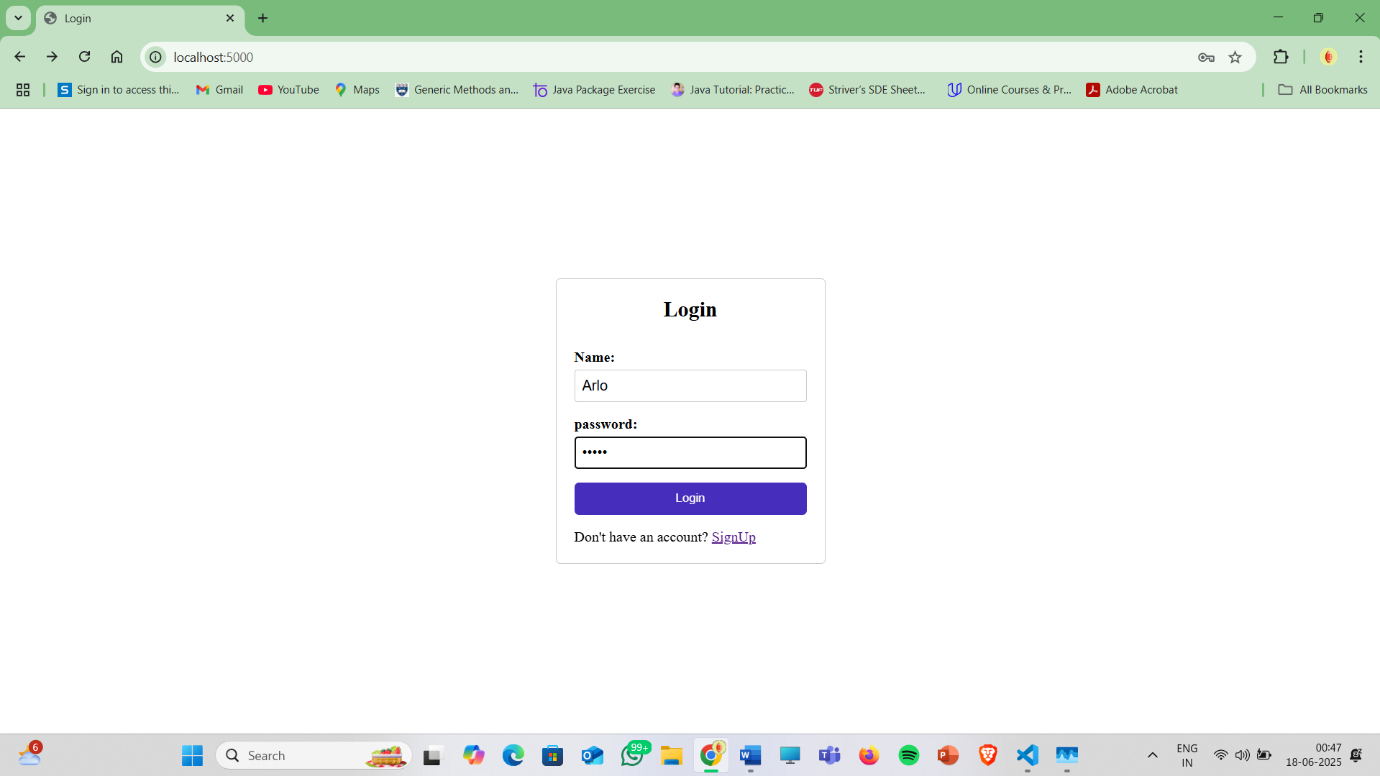 Login
localhost:5000
Sign in to access thi... Gmail YouTube Maps Generic Methods an... Java Package Exercise Java Tutorial: Practic... TUF Striver's SDE Sheet... Online Courses & Pr... Adobe Acrobat All Bookmarks
Login
Name:
Arlo
password:
•••••
Login
Don't have an account? SignUp
6
Search
99+
ENG
IN
00:47
18-06-2025